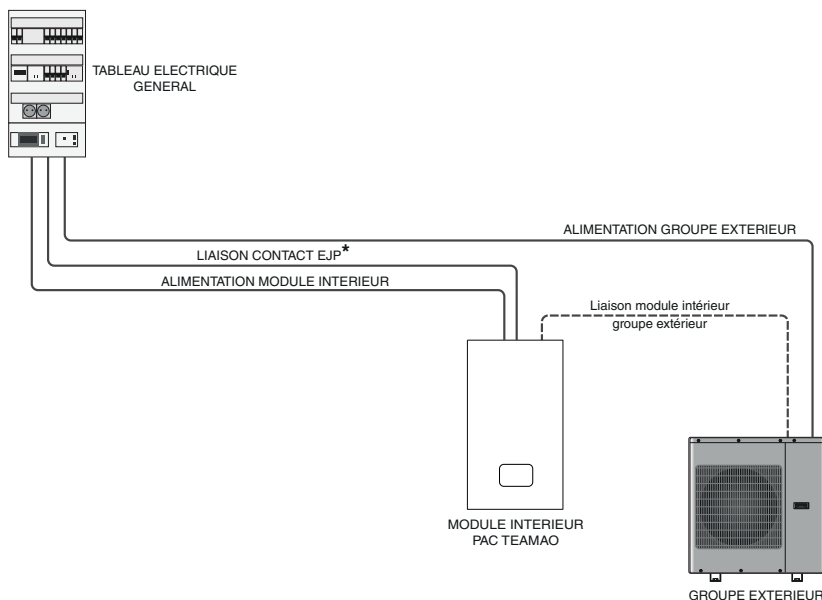 TABLEAU ELECTRIQUE
GENERAL
ALIMENTATION GROUPE EXTERIEUR
LIAISON CONTACT EJP*
ALIMENTATION MODULE INTERIEUR
Liaison module intérieur
groupe extérieur
MODULE INTERIEUR
PAC TEAMAO
GROUPE EXTERIEUR